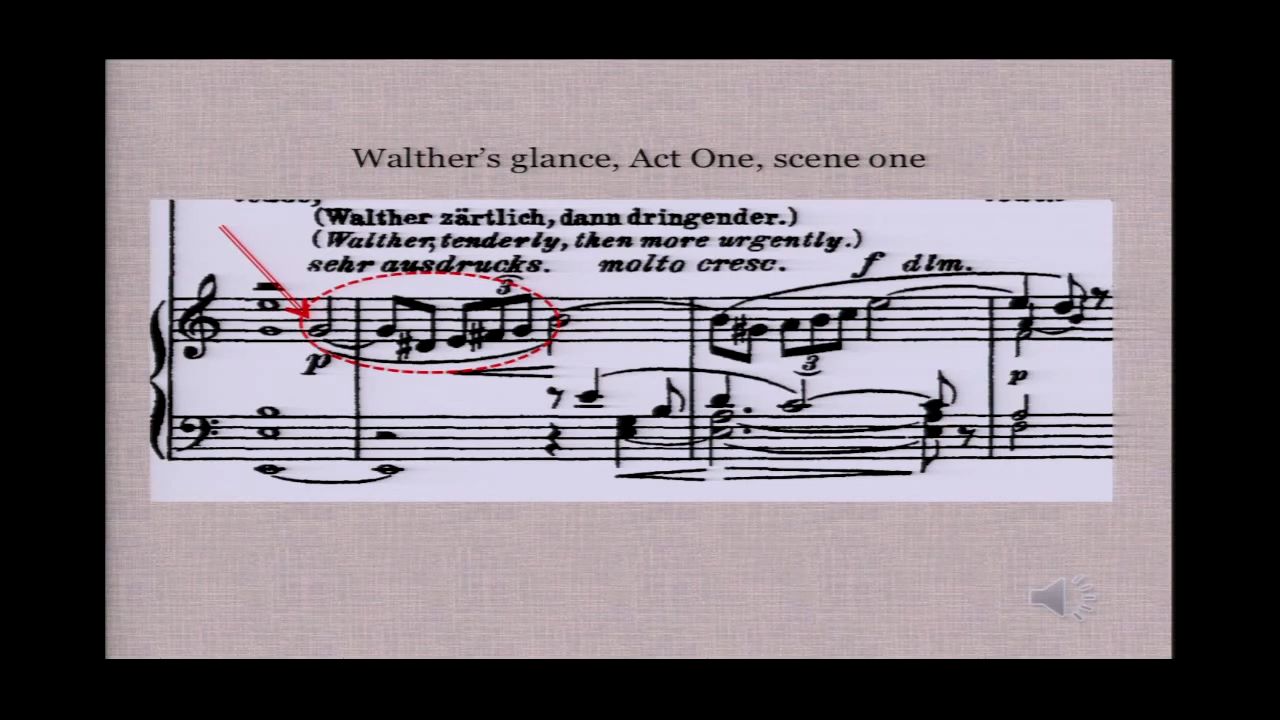 Walther’s glance, Act One, scene one
(Walther zärtlich, dann dringender.)
(Walther, tenderly, then more urgently.)
sehr ausdrucks. molto cresc. f dim.
3
p
3
p